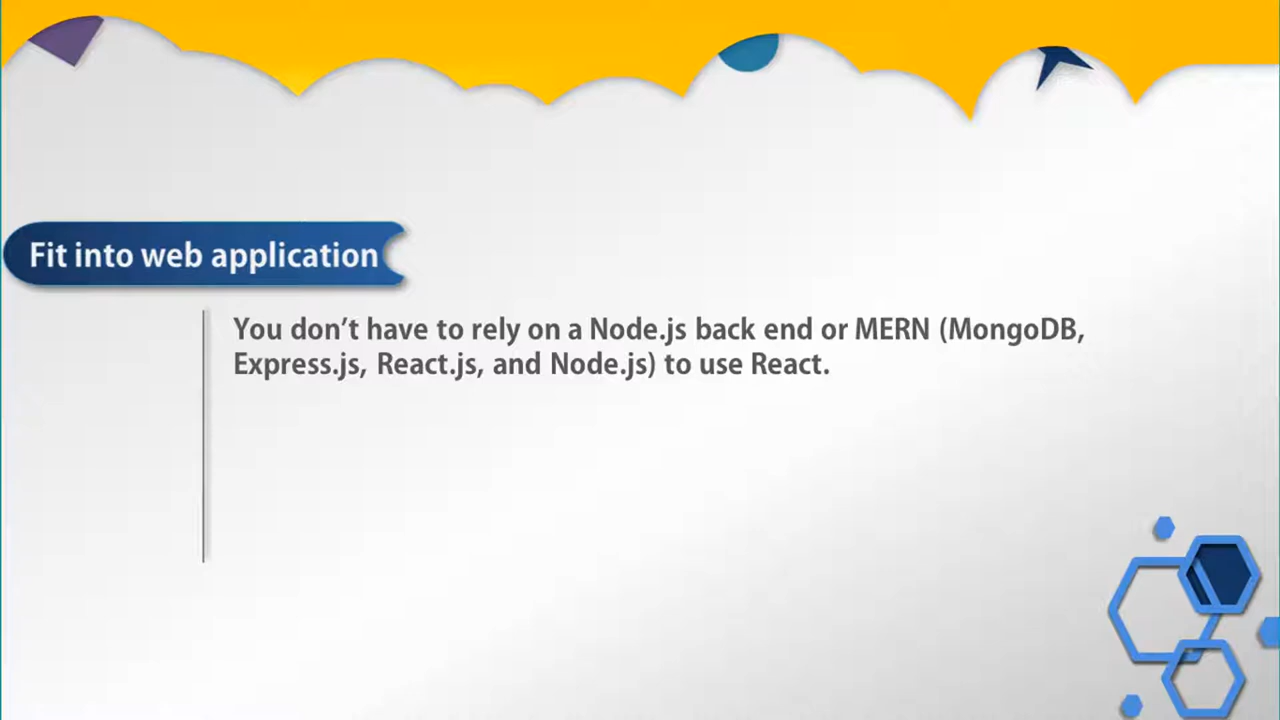 Fit into web application
You don’t have to rely on a Node.js back end or MERN (MongoDB,
Express.js, React.js, and Node.js) to use React.